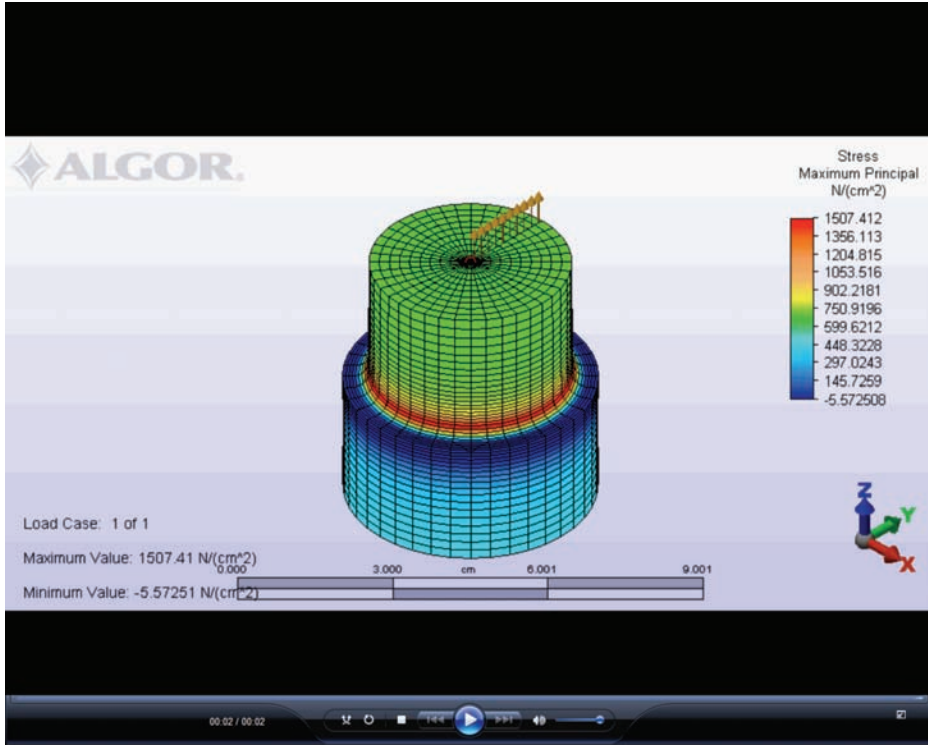 ALGOR®
Stress
Maximum Principal
N/(cm^2)
1507.412
1356.113
1204.815
1053.516
902.2181
750.9196
599.6212
448.3228
297.0243
145.7259
-5.572508
Z
Y
X
Load Case: 1 of 1
Maximum Value: 1507.41 N/(cm^2)
0.000 3.000 cm 6.001 9.001
Minimum Value: -5.57251 N/(cm^2)
00:02 / 00:02